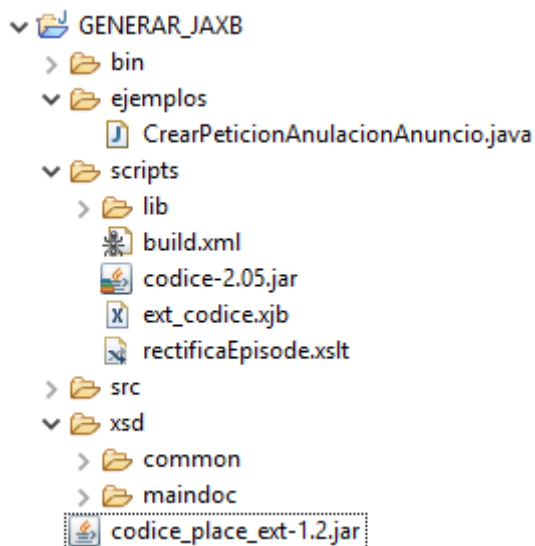 GENERAR_JAXB
bin
ejemplos
CrearPeticionAnulacionAnuncio.java
scripts
lib
build.xml
codice-2.05.jar
ext_codice.xjb
rectificaEpisode.xslt
src
xsd
common
maindoc
codice_place_ext-1.2.jar